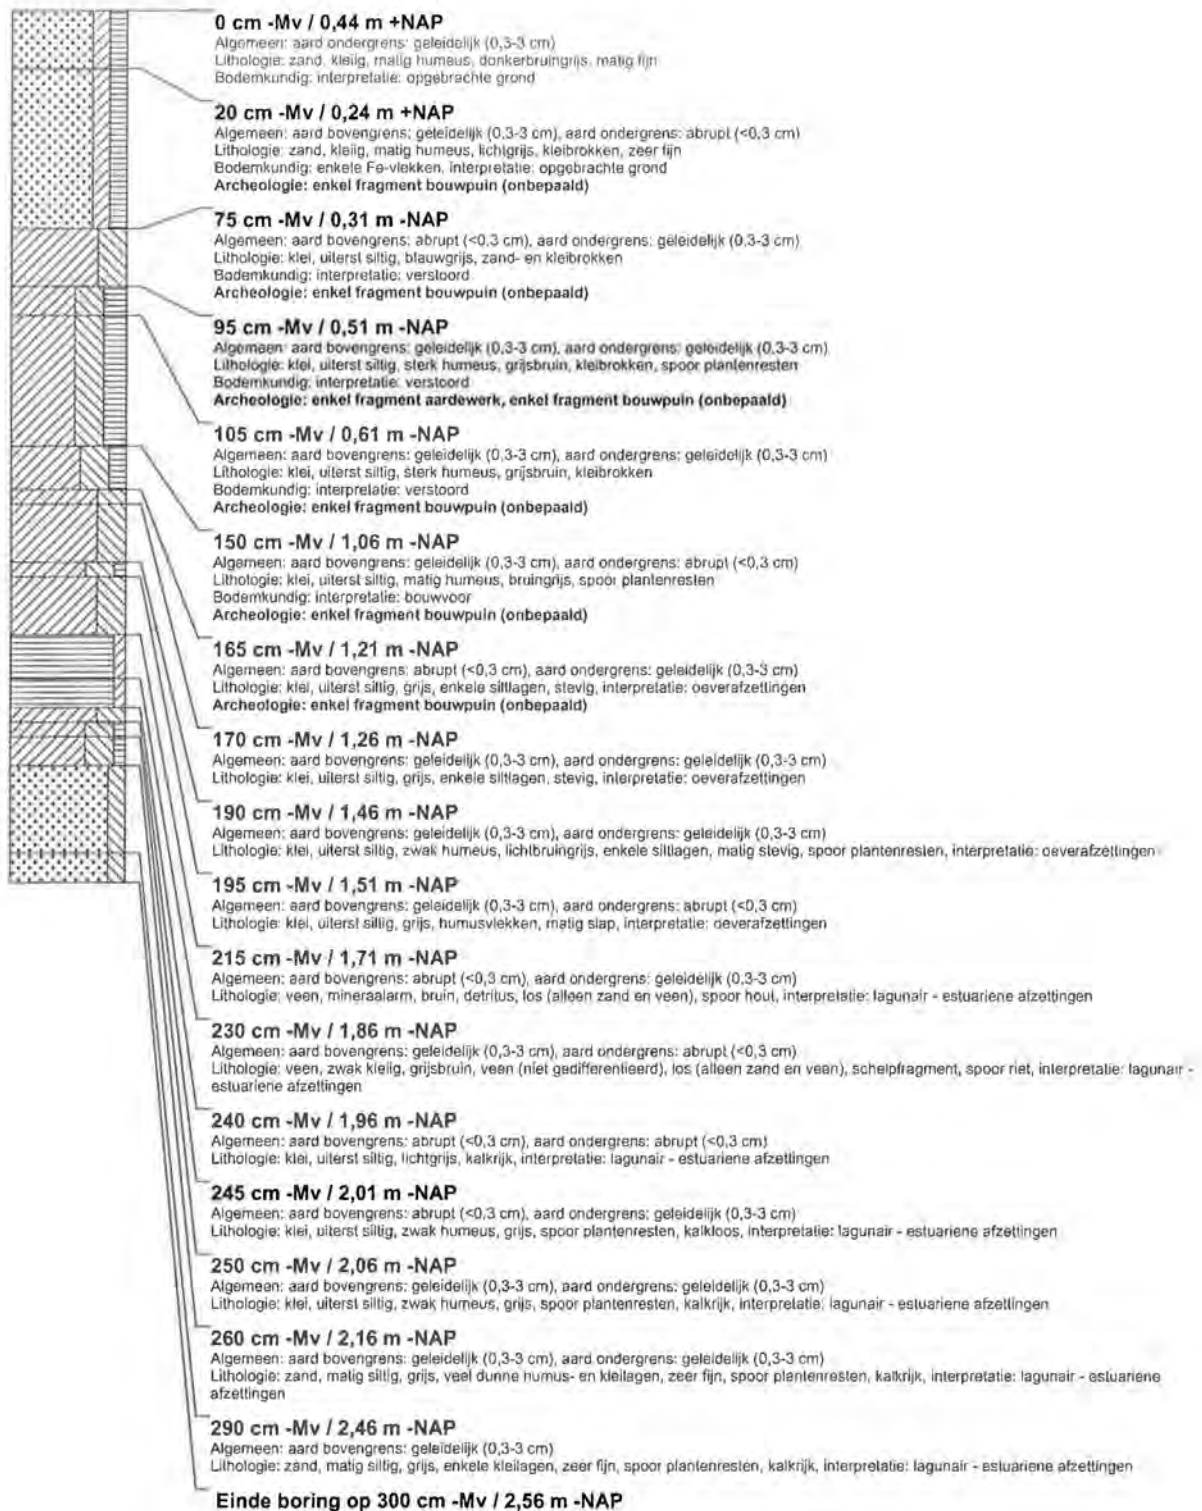 0 cm -Mv / 0,44 m +NAP
Algemeen: aard ondergrens: geleidelijk (0,3-3 cm)
Lithologie: zand, kleiig, matig humeus, donkerbruingrijs, matig fijn
Bodemkundig: interpretatie: opgebrachte grond
20 cm -Mv / 0,24 m +NAP
Algemeen: aard bovengrens: geleidelijk (0,3-3 cm), aard ondergrens: abrupt (<0,3 cm)
Lithologie: zand, kleiig, matig humeus, lichtgrijs, kleibrokken, zeer fijn
Bodemkundig: enkele Fe-vlekken, interpretatie: opgebrachte grond
Archeologie: enkel fragment bouwpuin (onbepaald)
75 cm -Mv / 0,31 m -NAP
Algemeen: aard bovengrens: abrupt (<0,3 cm), aard ondergrens: geleidelijk (0,3-3 cm)
Lithologie: klei, uiterst siltig, blauwgrijs, zand- en kleibrokken
Bodemkundig: interpretatie: verstoord
Archeologie: enkel fragment bouwpuin (onbepaald)
95 cm -Mv / 0,51 m -NAP
Algemeen: aard bovengrens: geleidelijk (0,3-3 cm), aard ondergrens: geleidelijk (0,3-3 cm)
Lithologie: klei, uiterst siltig, sterk humeus, grijsbruin, kleibrokken, spoor plantenresten
Bodemkundig: interpretatie: verstoord
Archeologie: enkel fragment aardewerk, enkel fragment bouwpuin (onbepaald)
105 cm -Mv / 0,61 m -NAP
Algemeen: aard bovengrens: geleidelijk (0,3-3 cm), aard ondergrens: geleidelijk (0,3-3 cm)
Lithologie: klei, uiterst siltig, sterk humeus, grijsbruin, kleibrokken
Bodemkundig: interpretatie: verstoord
Archeologie: enkel fragment bouwpuin (onbepaald)
150 cm -Mv / 1,06 m -NAP
Algemeen: aard bovengrens: geleidelijk (0,3-3 cm), aard ondergrens: abrupt (<0,3 cm)
Lithologie: klei, uiterst siltig, matig humeus, bruingrijs, spoor plantenresten
Bodemkundig: interpretatie: bouwvoor
Archeologie: enkel fragment bouwpuin (onbepaald)
165 cm -Mv / 1,21 m -NAP
Algemeen: aard bovengrens: abrupt (<0,3 cm), aard ondergrens: geleidelijk (0,3-3 cm)
Lithologie: klei, uiterst siltig, grijs, enkele siltlagen, stevig, interpretatie: oeverafzettingen
Archeologie: enkel fragment bouwpuin (onbepaald)
170 cm -Mv / 1,26 m -NAP
Algemeen: aard bovengrens: geleidelijk (0,3-3 cm), aard ondergrens: geleidelijk (0,3-3 cm)
Lithologie: klei, uiterst siltig, grijs, enkele siltlagen, stevig, interpretatie: oeverafzettingen
190 cm -Mv / 1,46 m -NAP
Algemeen: aard bovengrens: geleidelijk (0,3-3 cm), aard ondergrens: geleidelijk (0,3-3 cm)
Lithologie: klei, uiterst siltig, zwak humeus, lichtbruingrijs, enkele siltlagen, matig stevig, spoor plantenresten, interpretatie: oeverafzettingen
195 cm -Mv / 1,51 m -NAP
Algemeen: aard bovengrens: geleidelijk (0,3-3 cm), aard ondergrens: abrupt (<0,3 cm)
Lithologie: klei, uiterst siltig, grijs, humusvlekken, matig slap, interpretatie: oeverafzettingen
215 cm -Mv / 1,71 m -NAP
Algemeen: aard bovengrens: abrupt (<0,3 cm), aard ondergrens: geleidelijk (0,3-3 cm)
Lithologie: veen, mineraalarm, bruin, detritus, los (alleen zand en veen), spoor hout, interpretatie: lagunair - estuariene afzettingen
230 cm -Mv / 1,86 m -NAP
Algemeen: aard bovengrens: geleidelijk (0,3-3 cm), aard ondergrens: abrupt (<0,3 cm)
Lithologie: veen, zwak kleiig, grijsbruin, veen (niet gedifferentieerd), los (alleen zand en veen), schelpfragment, spoor riet, interpretatie: lagunair -
estuariene afzettingen
240 cm -Mv / 1,96 m -NAP
Algemeen: aard bovengrens: abrupt (<0,3 cm), aard ondergrens: abrupt (<0,3 cm)
Lithologie: klei, uiterst siltig, lichtgrijs, kalkrijk, interpretatie: lagunair - estuariene afzettingen
245 cm -Mv / 2,01 m -NAP
Algemeen: aard bovengrens: abrupt (<0,3 cm), aard ondergrens: geleidelijk (0,3-3 cm)
Lithologie: klei, uiterst siltig, zwak humeus, grijs, spoor plantenresten, kalkloos, interpretatie: lagunair - estuariene afzettingen
250 cm -Mv / 2,06 m -NAP
Algemeen: aard bovengrens: geleidelijk (0,3-3 cm), aard ondergrens: geleidelijk (0,3-3 cm)
Lithologie: klei, uiterst siltig, zwak humeus, grijs, spoor plantenresten, kalkrijk, interpretatie: lagunair - estuariene afzettingen
260 cm -Mv / 2,16 m -NAP
Algemeen: aard bovengrens: geleidelijk (0,3-3 cm), aard ondergrens: geleidelijk (0,3-3 cm)
Lithologie: zand, matig siltig, grijs, veel dunne humus- en kleilagen, zeer fijn, spoor plantenresten, kalkrijk, interpretatie: lagunair - estuariene
afzettingen
290 cm -Mv / 2,46 m -NAP
Algemeen: aard bovengrens: geleidelijk (0,3-3 cm)
Lithologie: zand, matig siltig, grijs, enkele kleilagen, zeer fijn, spoor plantenresten, kalkrijk, interpretatie: lagunair - estuariene afzettingen
Einde boring op 300 cm -Mv / 2,56 m -NAP